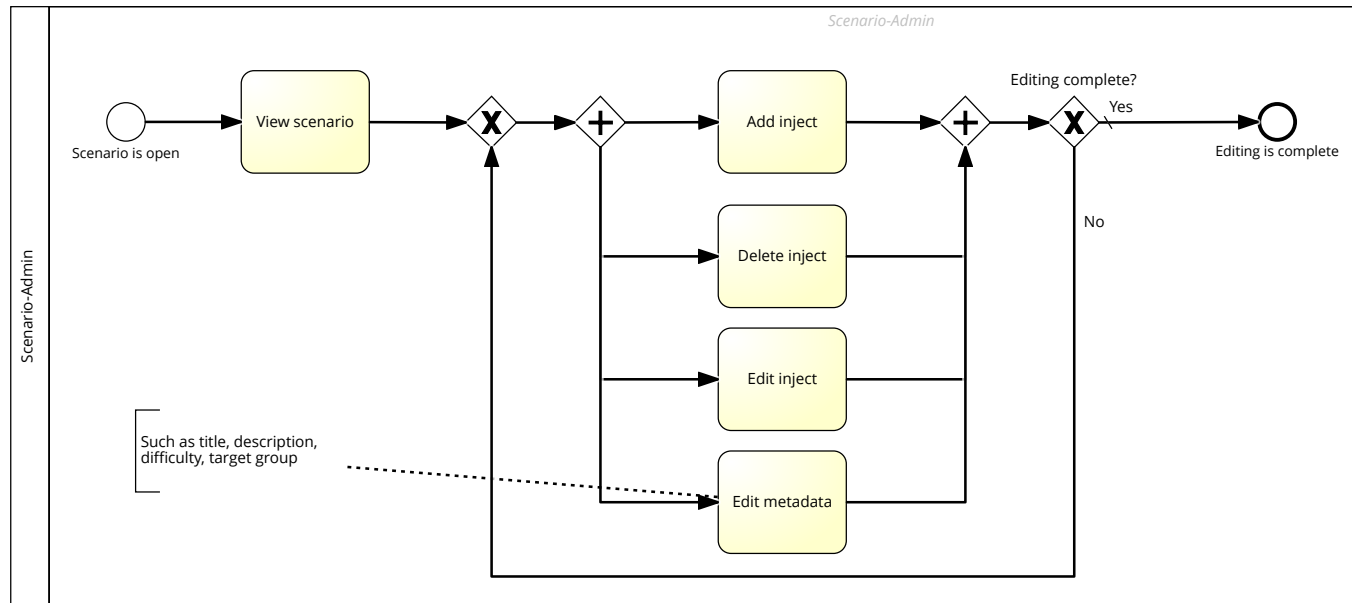 Scenario-Admin
Scenario-Admin
Editing complete?
Yes
View scenario
Add inject
Scenario is open
Editing is complete
No
Delete inject
Edit inject
Such as title, description,
difficulty, target group
Edit metadata